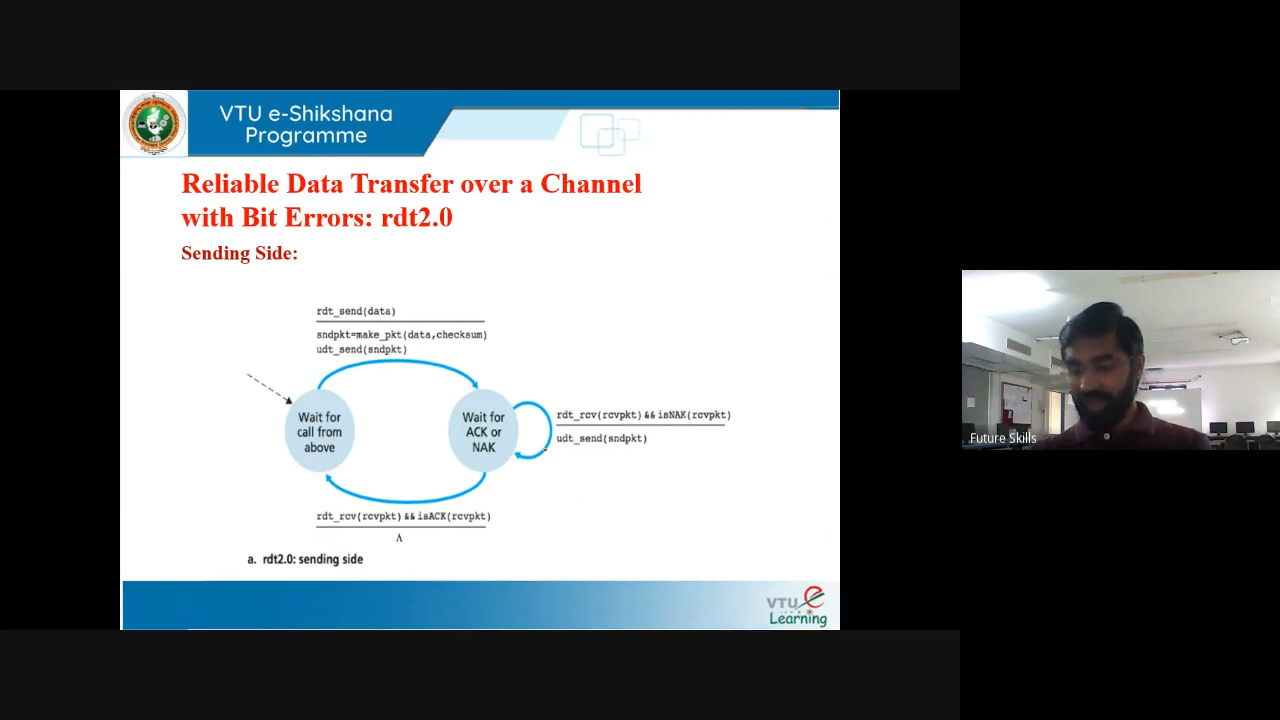 VTU e-Shikshana
Programme
Reliable Data Transfer over a Channel
with Bit Errors: rdt2.0
Sending Side:
rdt_send(data)
sndpkt=make_pkt(data,checksum)
udt_send(sndpkt)
Wait for
call from
above
Wait for
ACK or
NAK
rdt_rcv(rcvpkt) && isNAK(rcvpkt)
udt_send(sndpkt)
rdt_rcv(rcvpkt) && isACK(rcvpkt)
Λ
a. rdt2.0: sending side
VTU e
Learning
Future Skills